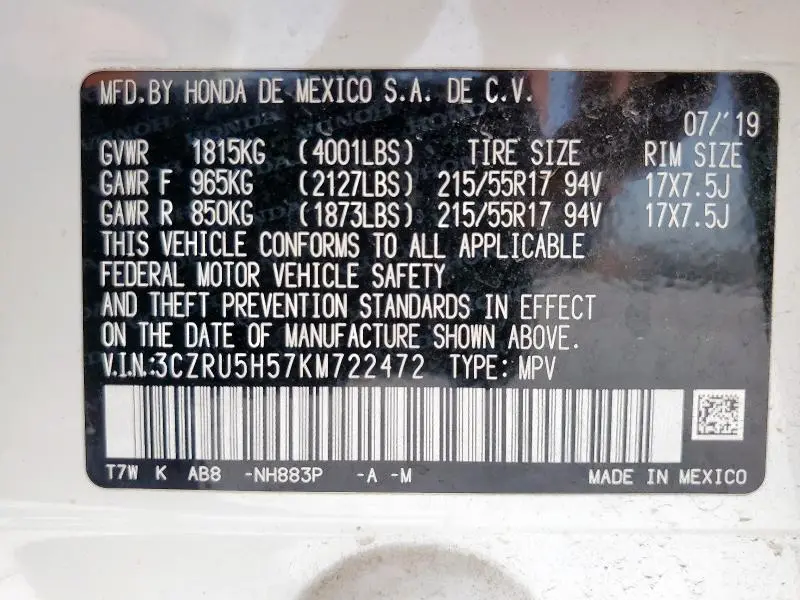 MFD.BY HONDA DE MEXICO S.A. DE C.V.
07/'19
GVWR 1815KG (4001LBS) TIRE SIZE RIM SIZE
GAWR F 965KG (2127LBS) 215/55R17 94V 17X7.5J
GAWR R 850KG (1873LBS) 215/55R17 94V 17X7.5J
THIS VEHICLE CONFORMS TO ALL APPLICABLE
FEDERAL MOTOR VEHICLE SAFETY
AND THEFT PREVENTION STANDARDS IN EFFECT
ON THE DATE OF MANUFACTURE SHOWN ABOVE.
V.I.N:3CZRU5H57KM722472 TYPE: MPV
T7W K AB8 -NH883P -A -M MADE IN MEXICO